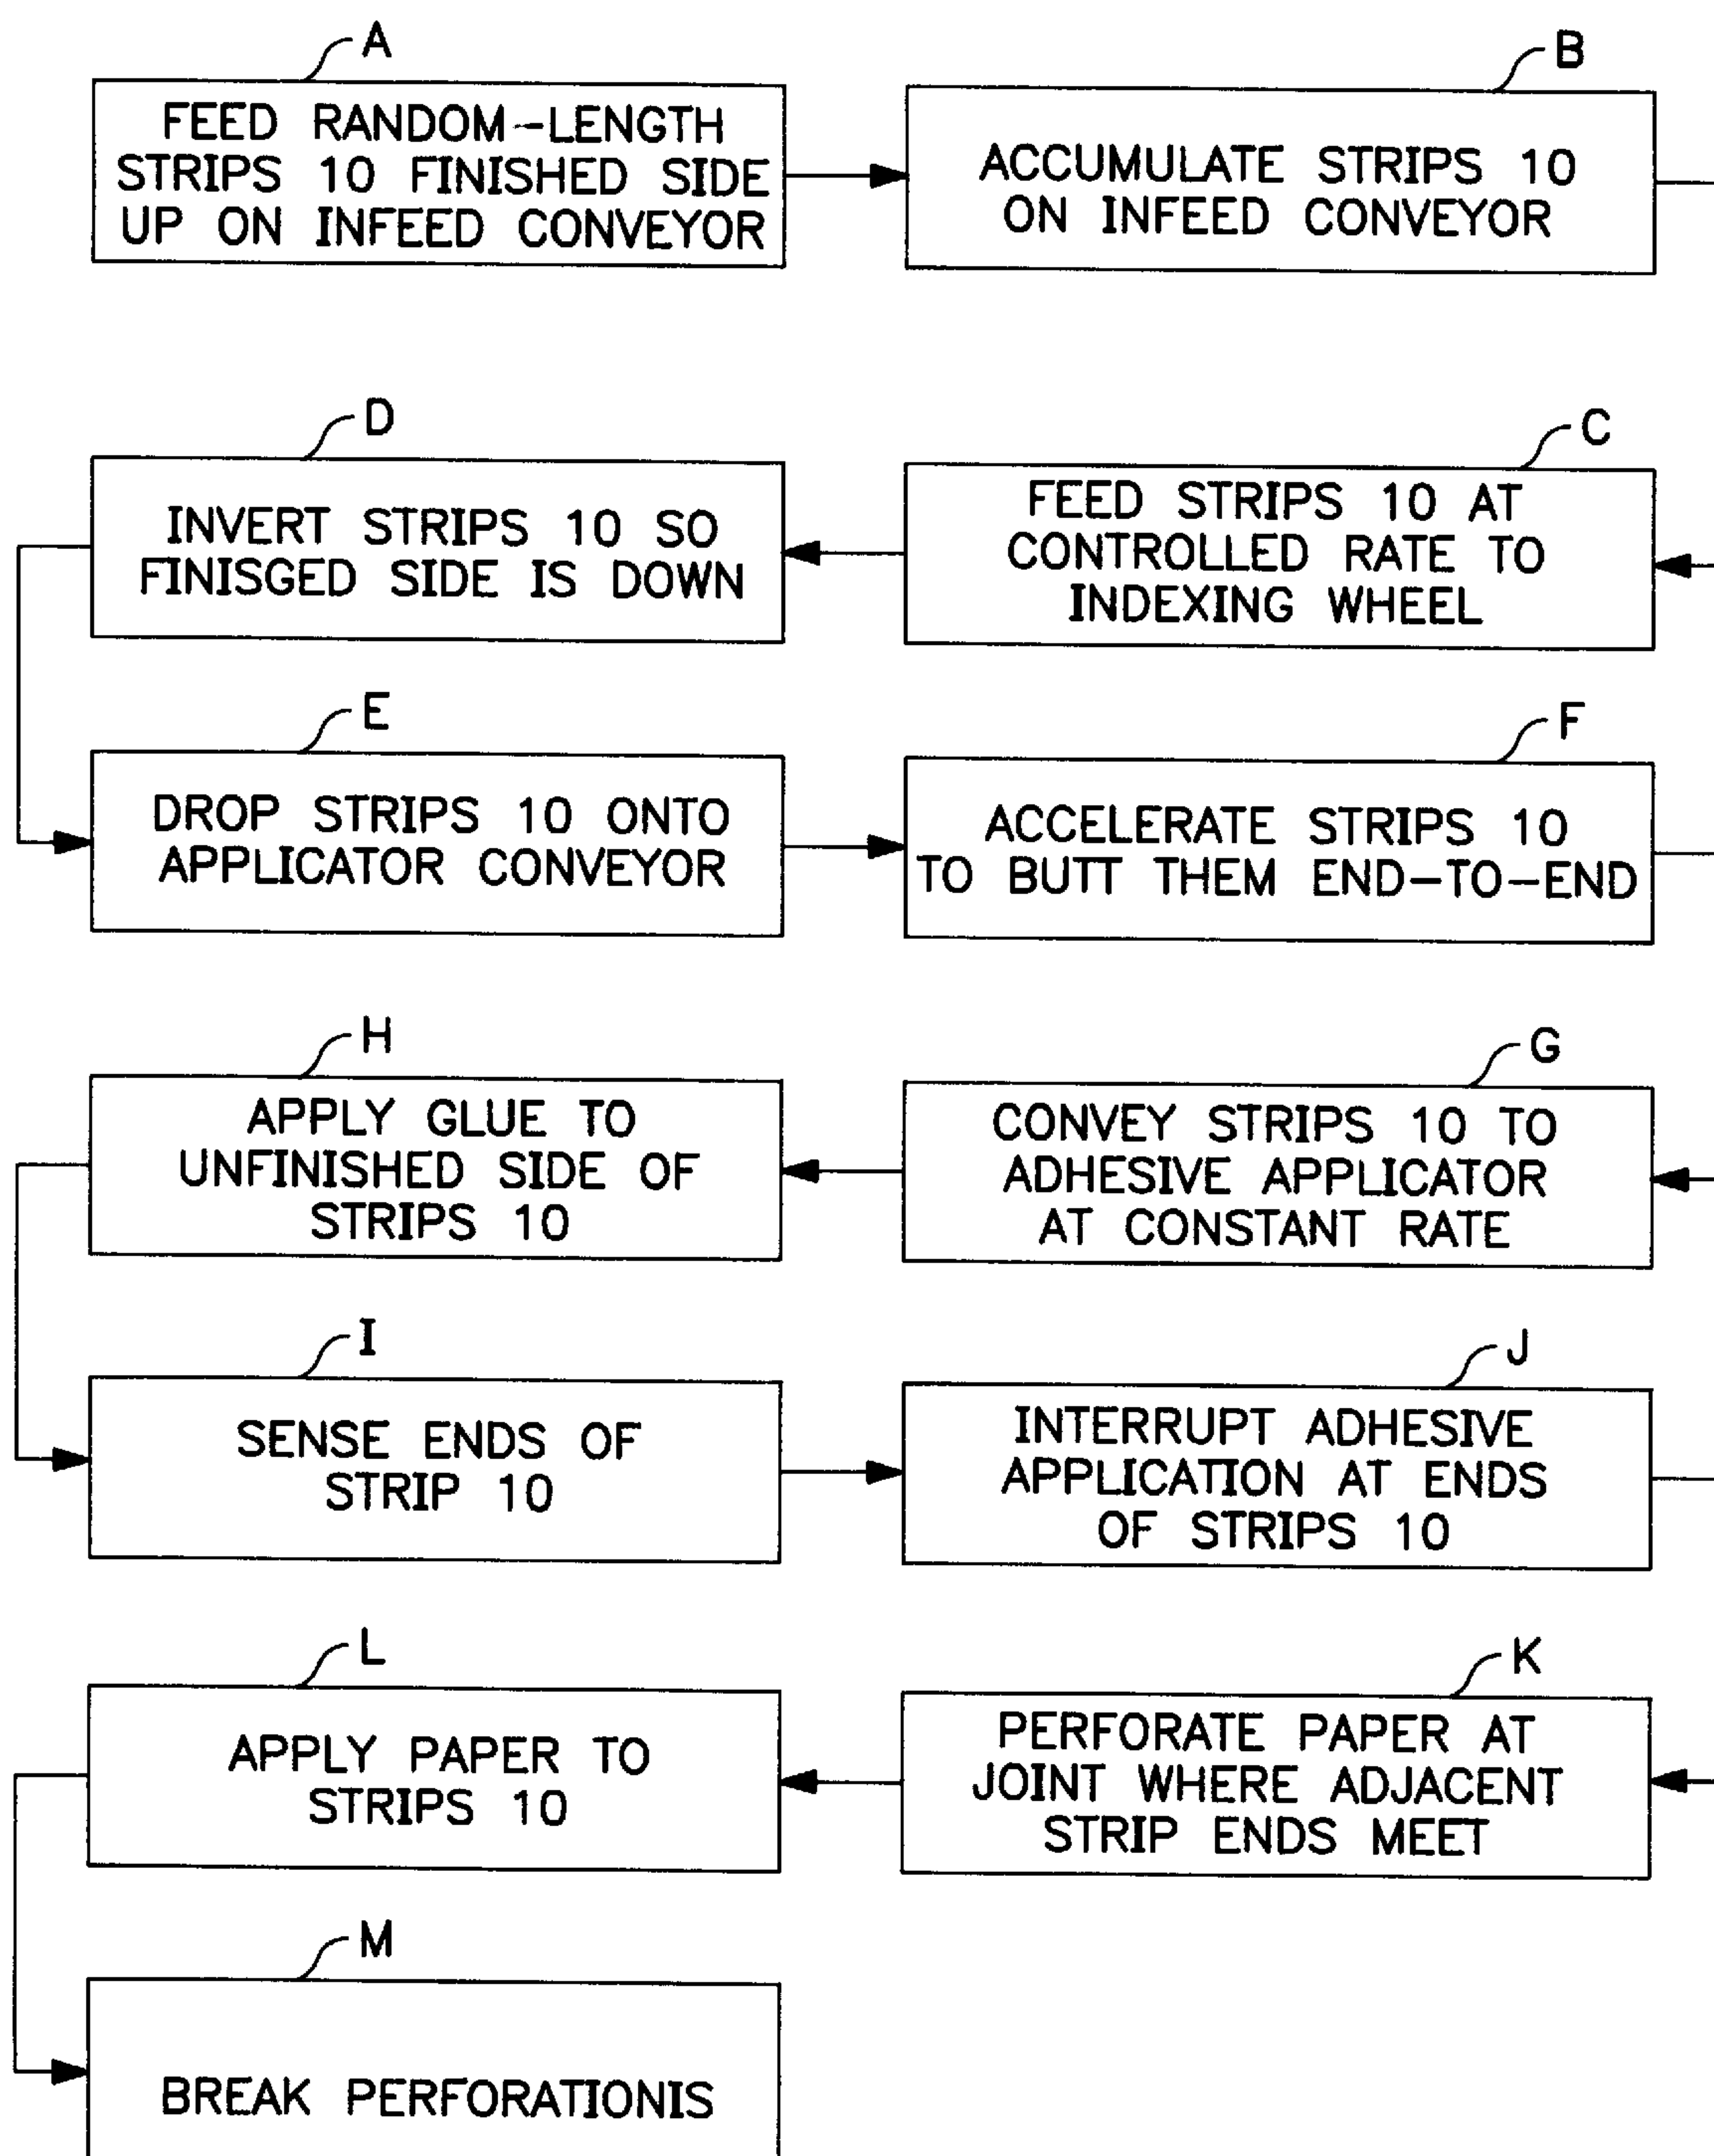 A
FEED RANDOM-LENGTH
STRIPS 10 FINISHED SIDE
UP ON INFEED CONVEYOR
B
ACCUMULATE STRIPS 10
ON INFEED CONVEYOR
C
FEED STRIPS 10 AT
CONTROLLED RATE TO
INDEXING WHEEL
D
INVERT STRIPS 10 SO
FINISGED SIDE IS DOWN
E
DROP STRIPS 10 ONTO
APPLICATOR CONVEYOR
F
ACCELERATE STRIPS 10
TO BUTT THEM END-TO-END
G
CONVEY STRIPS 10 TO
ADHESIVE APPLICATOR
AT CONSTANT RATE
H
APPLY GLUE TO
UNFINISHED SIDE OF
STRIPS 10
I
SENSE ENDS OF
STRIP 10
J
INTERRUPT ADHESIVE
APPLICATION AT ENDS
OF STRIPS 10
K
PERFORATE PAPER AT
JOINT WHERE ADJACENT
STRIP ENDS MEET
L
APPLY PAPER TO
STRIPS 10
M
BREAK PERFORATIONIS